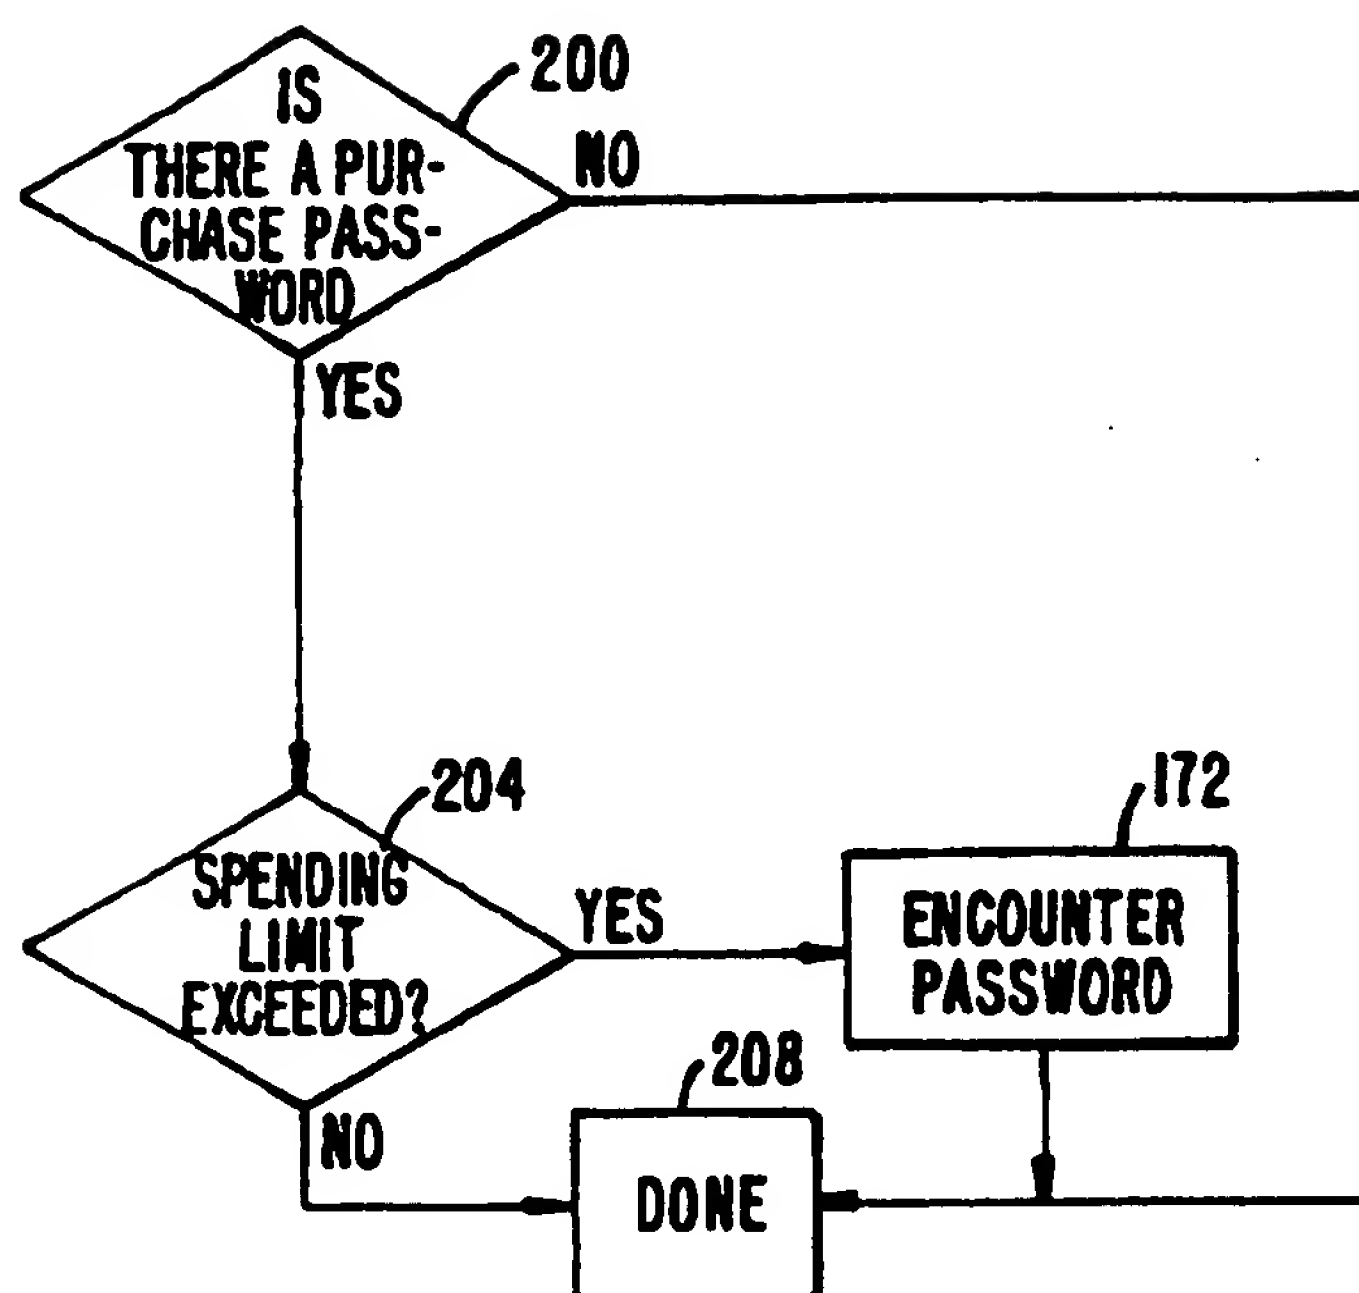 200
IS
THERE A PUR-
CHASE PASS-
WORD
NO
YES
204
SPENDING
LIMIT
EXCEEDED?
YES
172
ENCOUNTER
PASSWORD
NO
208
DONE